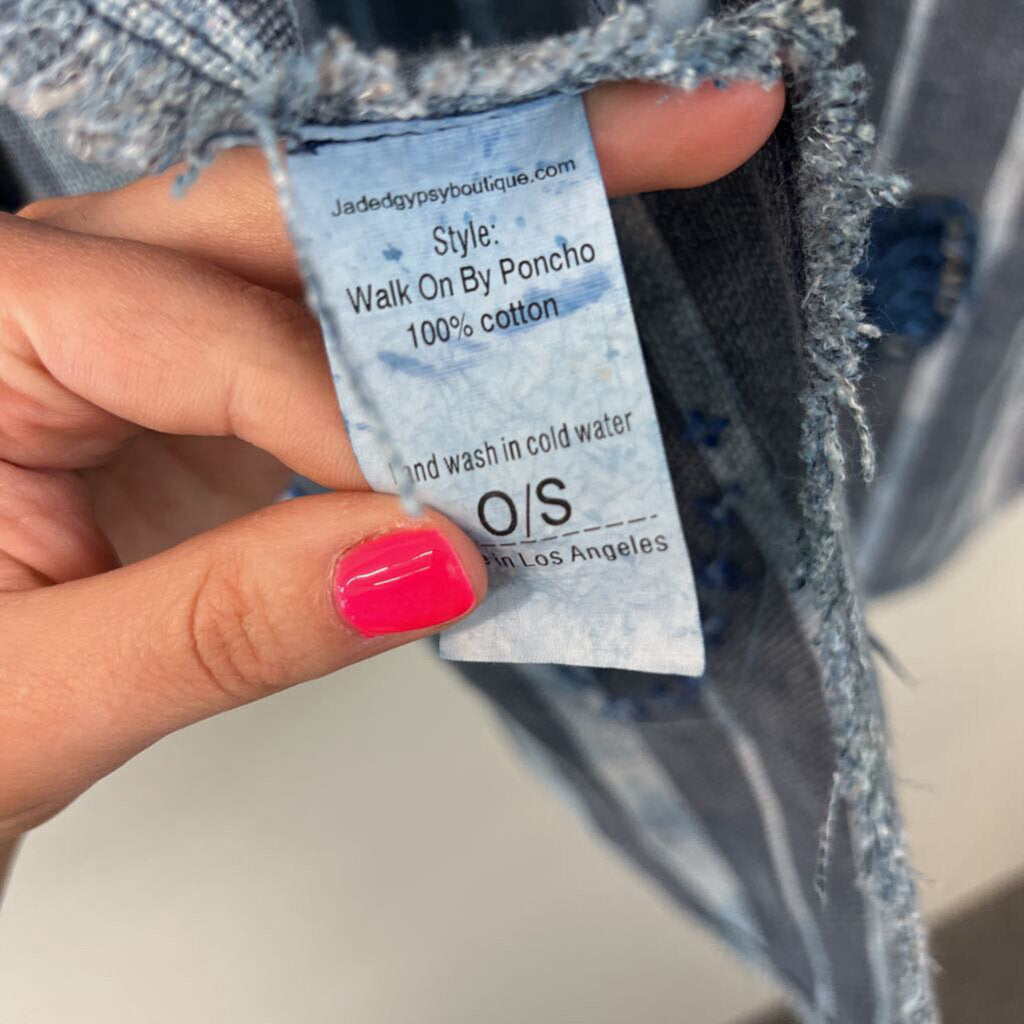 Jadedgypsyboutique.com
Style:
Walk On By Poncho
100% cotton
and wash in cold water
O/S
in Los Angeles